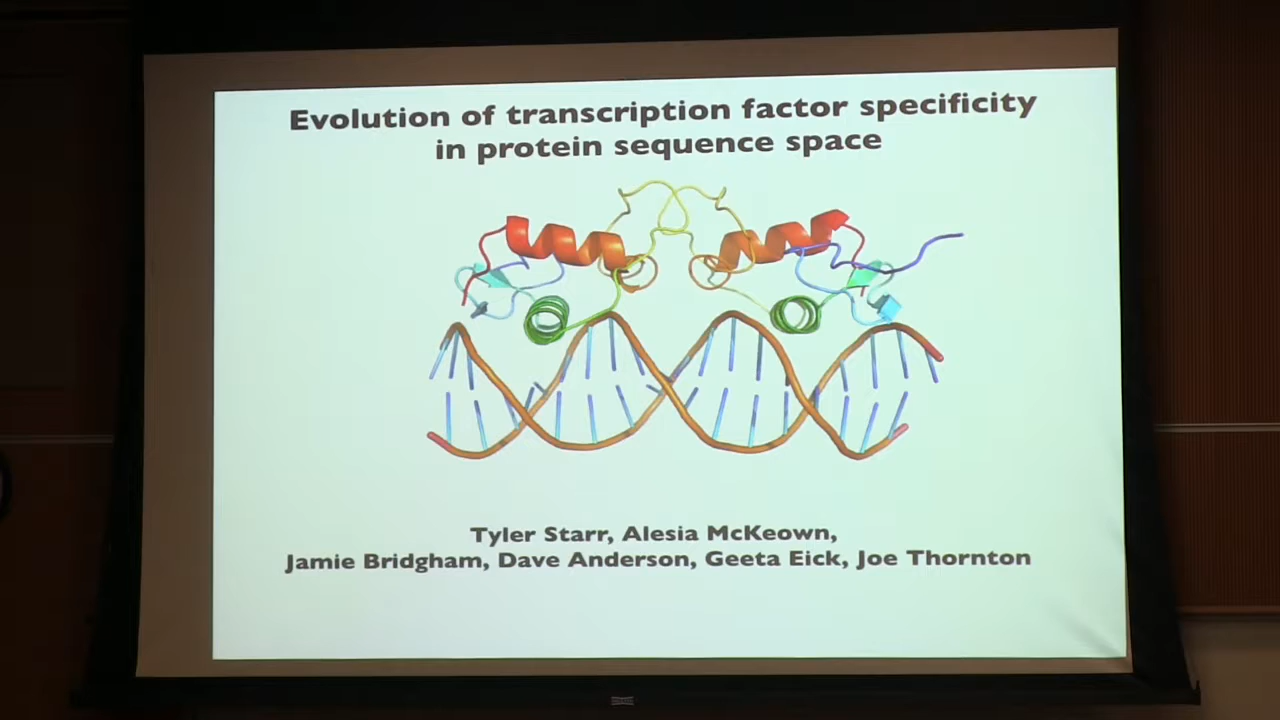 Evolution of transcription factor specificity
in protein sequence space
Tyler Starr, Alesia McKeown,
Jamie Bridgham, Dave Anderson, Geeta Eick, Joe Thornton